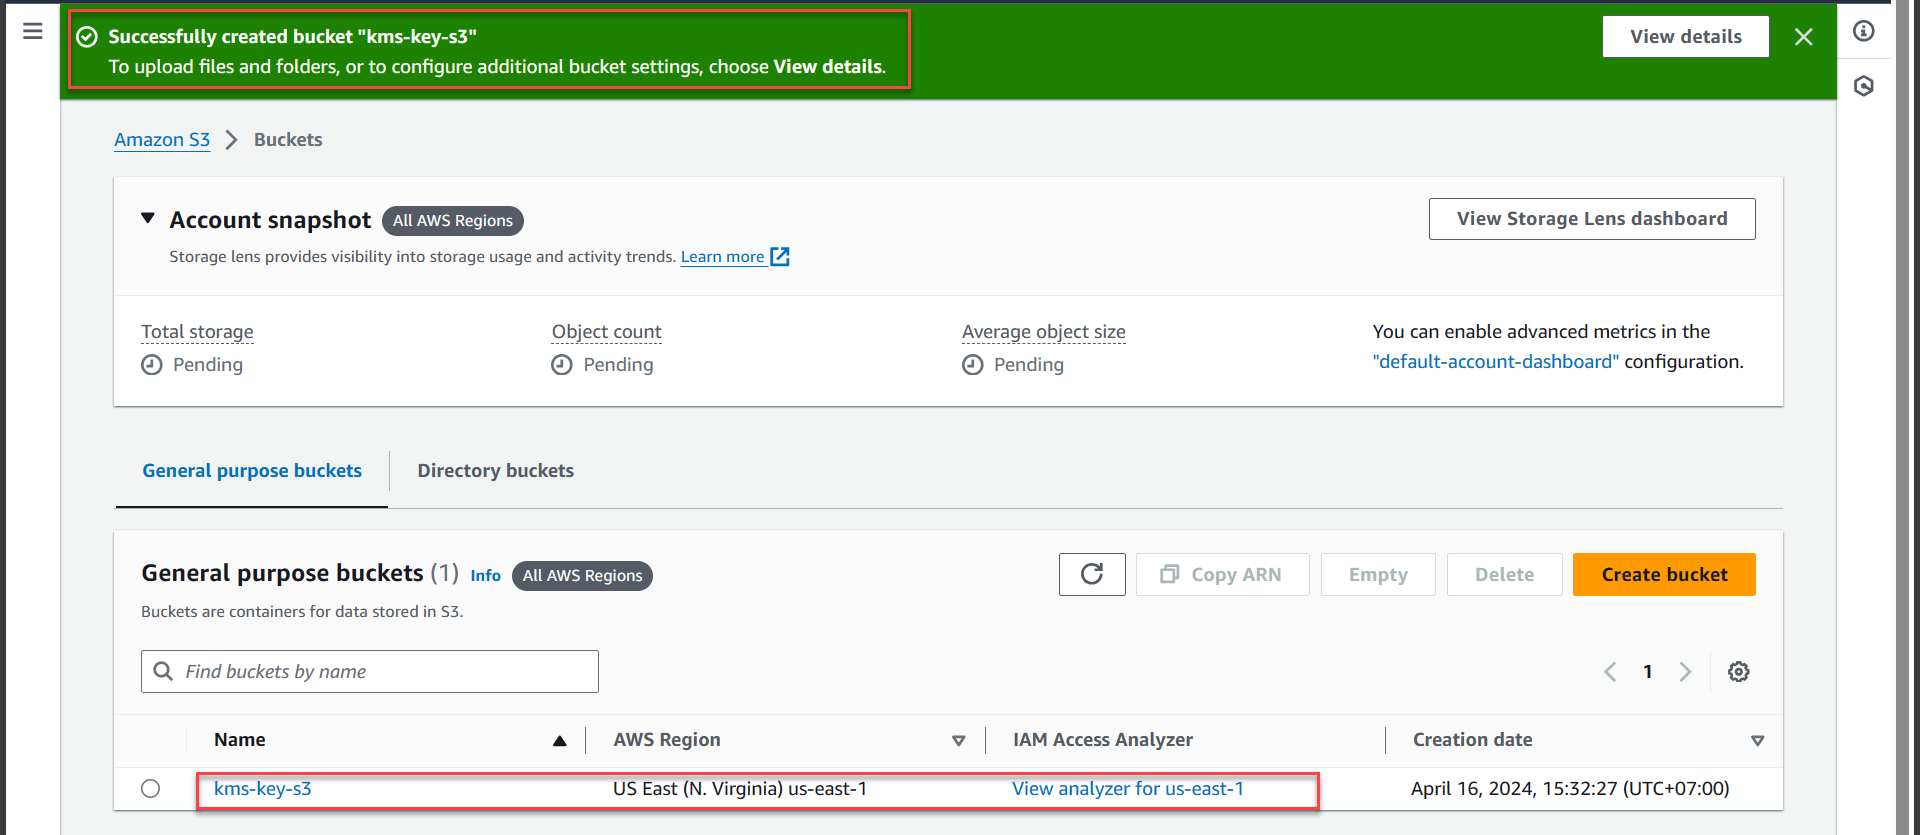 Successfully created bucket "kms-key-s3"
To upload files and folders, or to configure additional bucket settings, choose View details.
View details
Amazon S3 > Buckets
Account snapshot All AWS Regions
View Storage Lens dashboard
Storage lens provides visibility into storage usage and activity trends. Learn more
Total storage
Pending
Object count
Pending
Average object size
Pending
You can enable advanced metrics in the
"default-account-dashboard" configuration.
General purpose buckets
Directory buckets
General purpose buckets (1) Info All AWS Regions
Copy ARN
Empty
Delete
Create bucket
Buckets are containers for data stored in S3.
Find buckets by name
1
Name AWS Region IAM Access Analyzer Creation date
kms-key-s3 US East (N. Virginia) us-east-1 View analyzer for us-east-1 April 16, 2024, 15:32:27 (UTC+07:00)